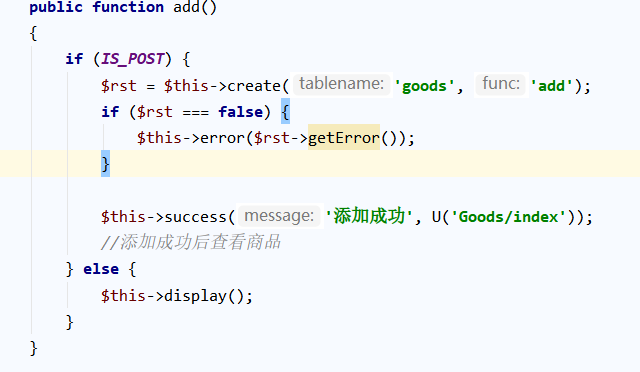 public function add()
{
if (IS_POST) {
$rst = $this->create( tablename: 'goods', func: 'add');
if ($rst === false) {
$this->error($rst->getError());
}
$this->success( message: '添加成功', U('Goods/index'));
//添加成功后查看商品
} else {
$this->display();
}
}